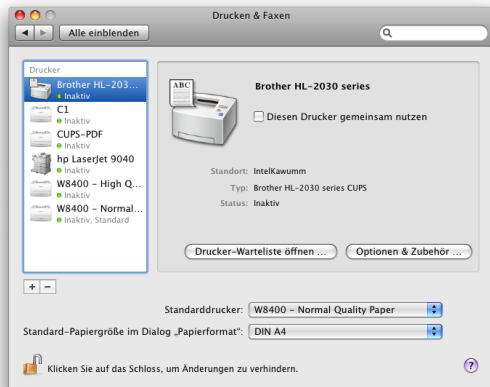 Drucken & Faxen
Alle einblenden
Drucker
Brother HL-203...
Inaktiv
C1
Inaktiv
CUPS-PDF
Inaktiv
hp LaserJet 9040
Inaktiv
W8400 – High Q...
Inaktiv
W8400 – Normal...
Inaktiv, Standard
ABC
Brother HL-2030 series
Diesen Drucker gemeinsam nutzen
Standort: IntelKawumm
Typ: Brother HL-2030 series CUPS
Status: Inaktiv
Drucker-Warteliste öffnen ...
Optionen & Zubehör ...
+ −
Standarddrucker: W8400 – Normal Quality Paper
Standard-Papiergröße im Dialog „Papierformat“: DIN A4
Klicken Sie auf das Schloss, um Änderungen zu verhindern.
?